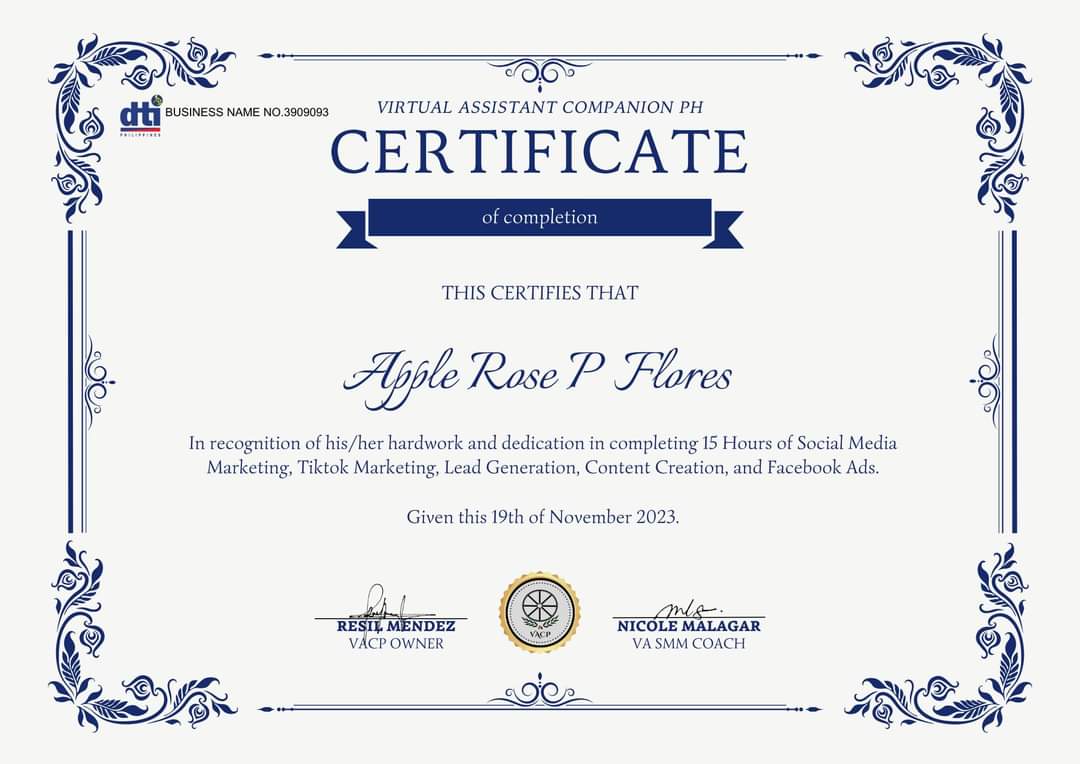 dti
PHILIPPINES
BUSINESS NAME NO.3909093
VIRTUAL ASSISTANT COMPANION PH
CERTIFICATE
of completion
THIS CERTIFIES THAT
Apple Rose P Flores
In recognition of his/her hardwork and dedication in completing 15 Hours of Social Media
Marketing, Tiktok Marketing, Lead Generation, Content Creation, and Facebook Ads.
Given this 19th of November 2023.
RESIL MENDEZ
VACP OWNER
VACP
NICOLE MALAGAR
VA SMM COACH